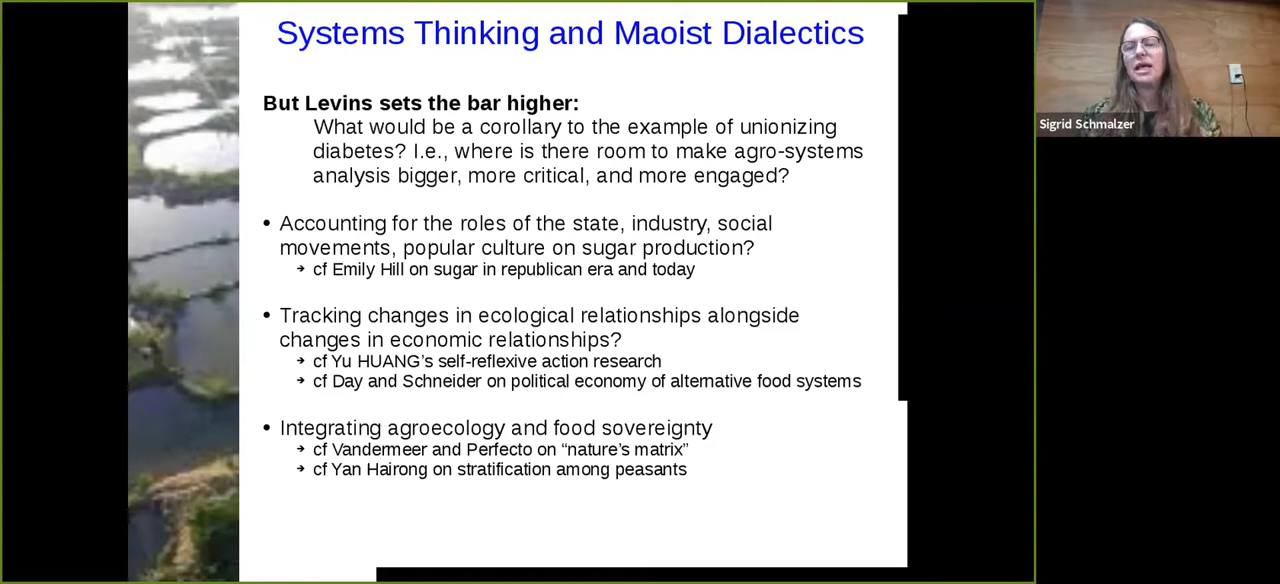 Systems Thinking and Maoist Dialectics
But Levins sets the bar higher:
What would be a corollary to the example of unionizing
diabetes? I.e., where is there room to make agro-systems
analysis bigger, more critical, and more engaged?
• Accounting for the roles of the state, industry, social
movements, popular culture on sugar production?
→ cf Emily Hill on sugar in republican era and today
• Tracking changes in ecological relationships alongside
changes in economic relationships?
→ cf Yu HUANG’s self-reflexive action research
→ cf Day and Schneider on political economy of alternative food systems
• Integrating agroecology and food sovereignty
→ cf Vandermeer and Perfecto on “nature’s matrix”
→ cf Yan Hairong on stratification among peasants
Sigrid Schmalzer